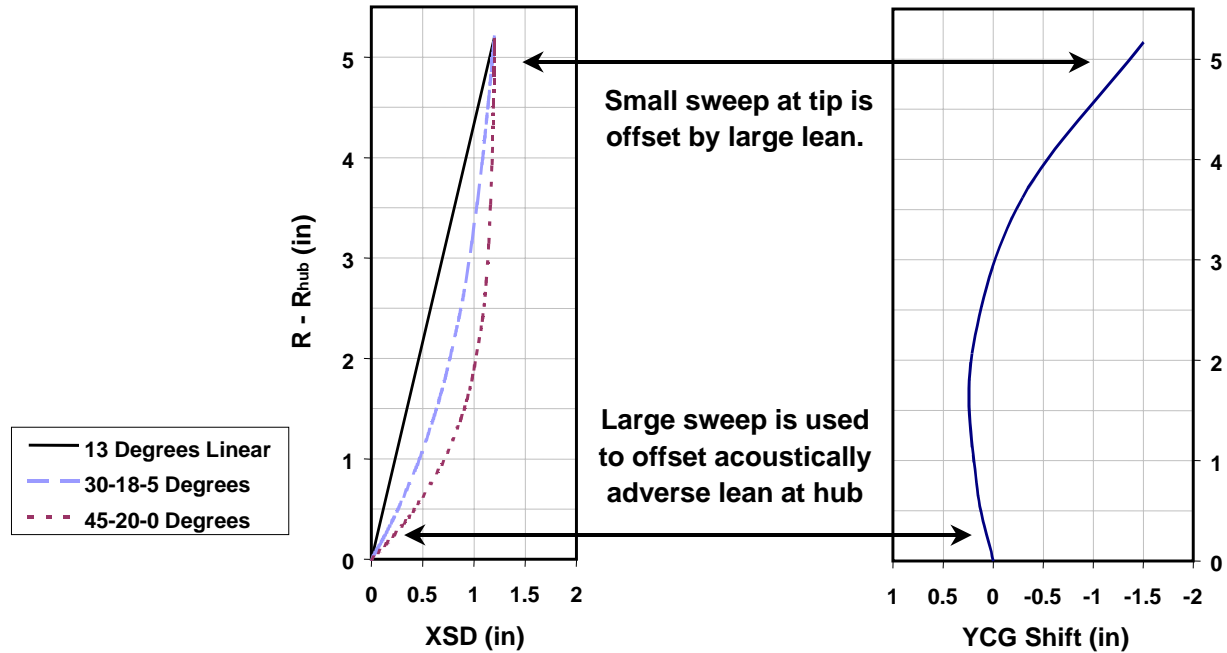 5
4
3
2
1
0
R - Rhub (in)
0 0.5 1 1.5 2
XSD (in)
13 Degrees Linear
30-18-5 Degrees
45-20-0 Degrees
Small sweep at tip is
offset by large lean.
Large sweep is used
to offset acoustically
adverse lean at hub
5
4
3
2
1
0
1 0.5 0 -0.5 -1 -1.5 -2
YCG Shift (in)